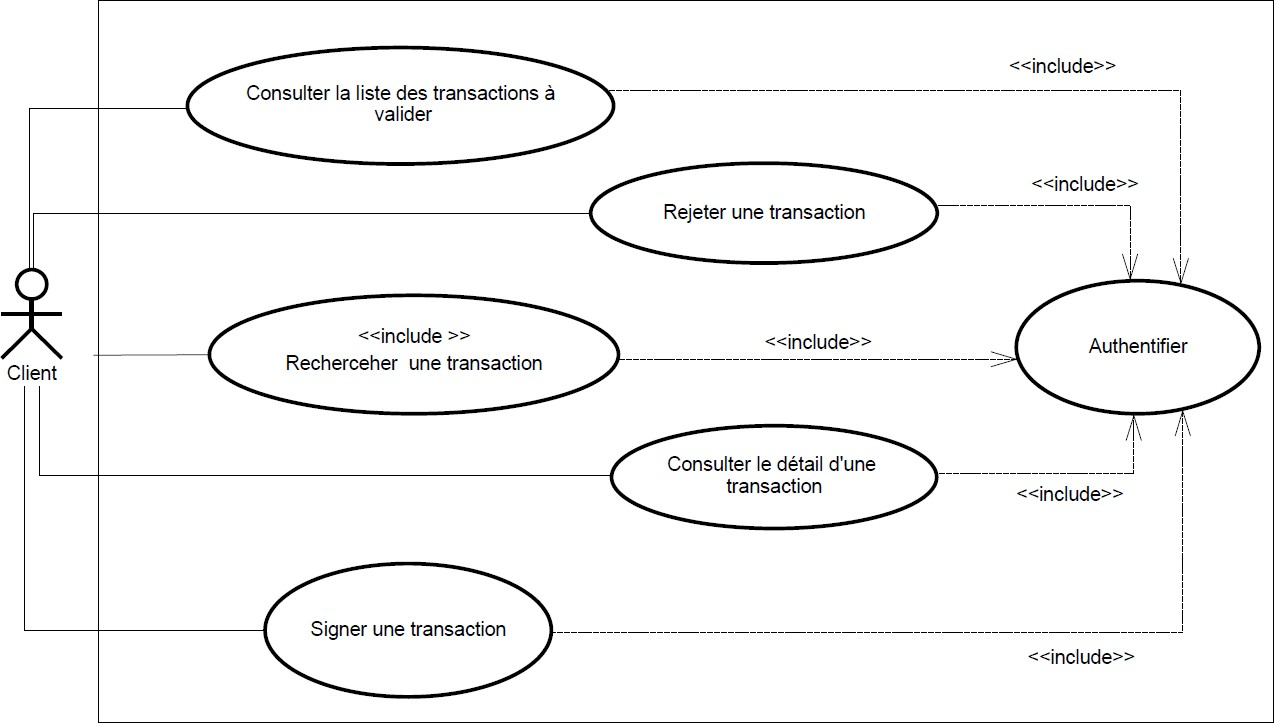 <<include>>
Consulter la liste des transactions à
valider
<<include>>
Rejeter une transaction
<<include >>
Rechercheher une transaction
<<include>>
Authentifier
Client
Consulter le détail d'une
transaction
<<include>>
Signer une transaction
<<include>>